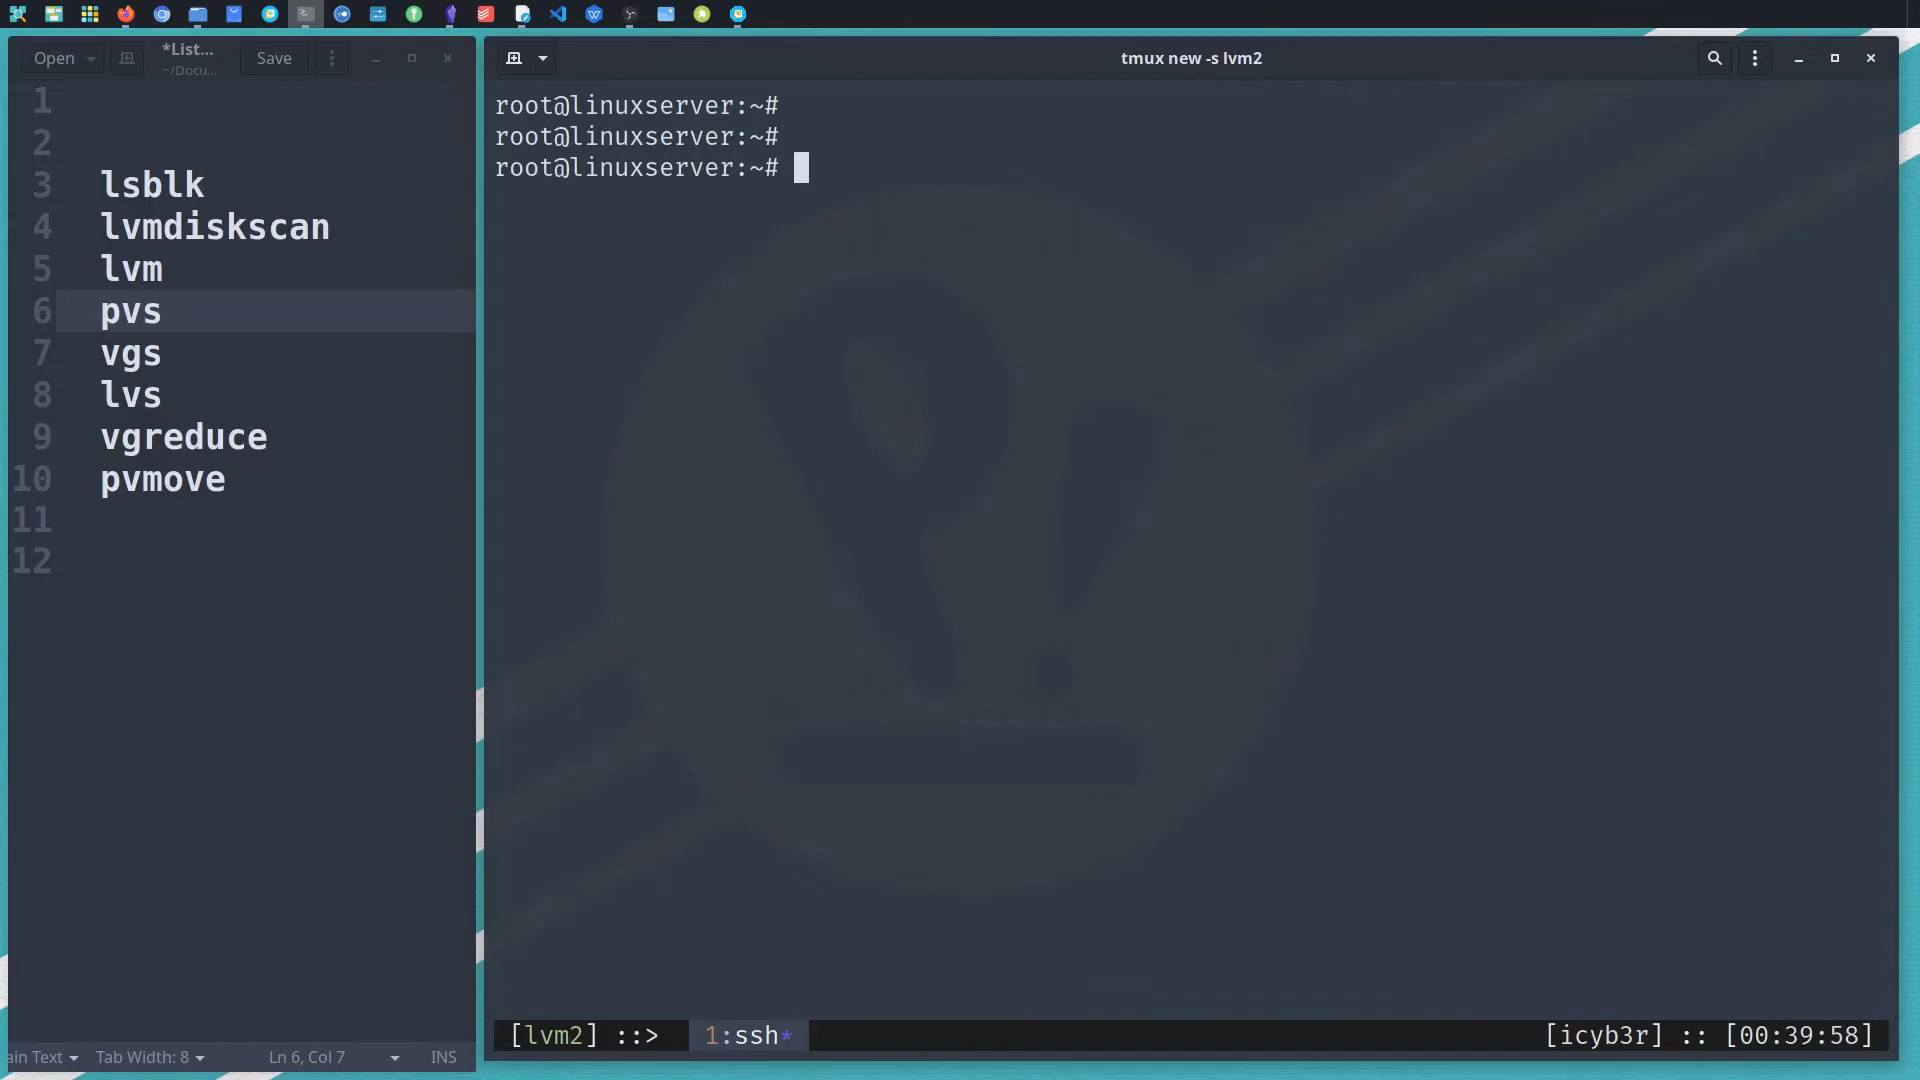 Open
*List...
~/Docu...
Save
1
2
3 lsblk
4 lvmdiskscan
5 lvm
6 pvs
7 vgs
8 lvs
9 vgreduce
10 pvmove
11
12
ain Text
Tab Width: 8
Ln 6, Col 7
INS
tmux new -s lvm2
root@linuxserver:~#
root@linuxserver:~#
root@linuxserver:~#
[lvm2] ::> 1:ssh*
[icyb3r] :: [00:39:58]